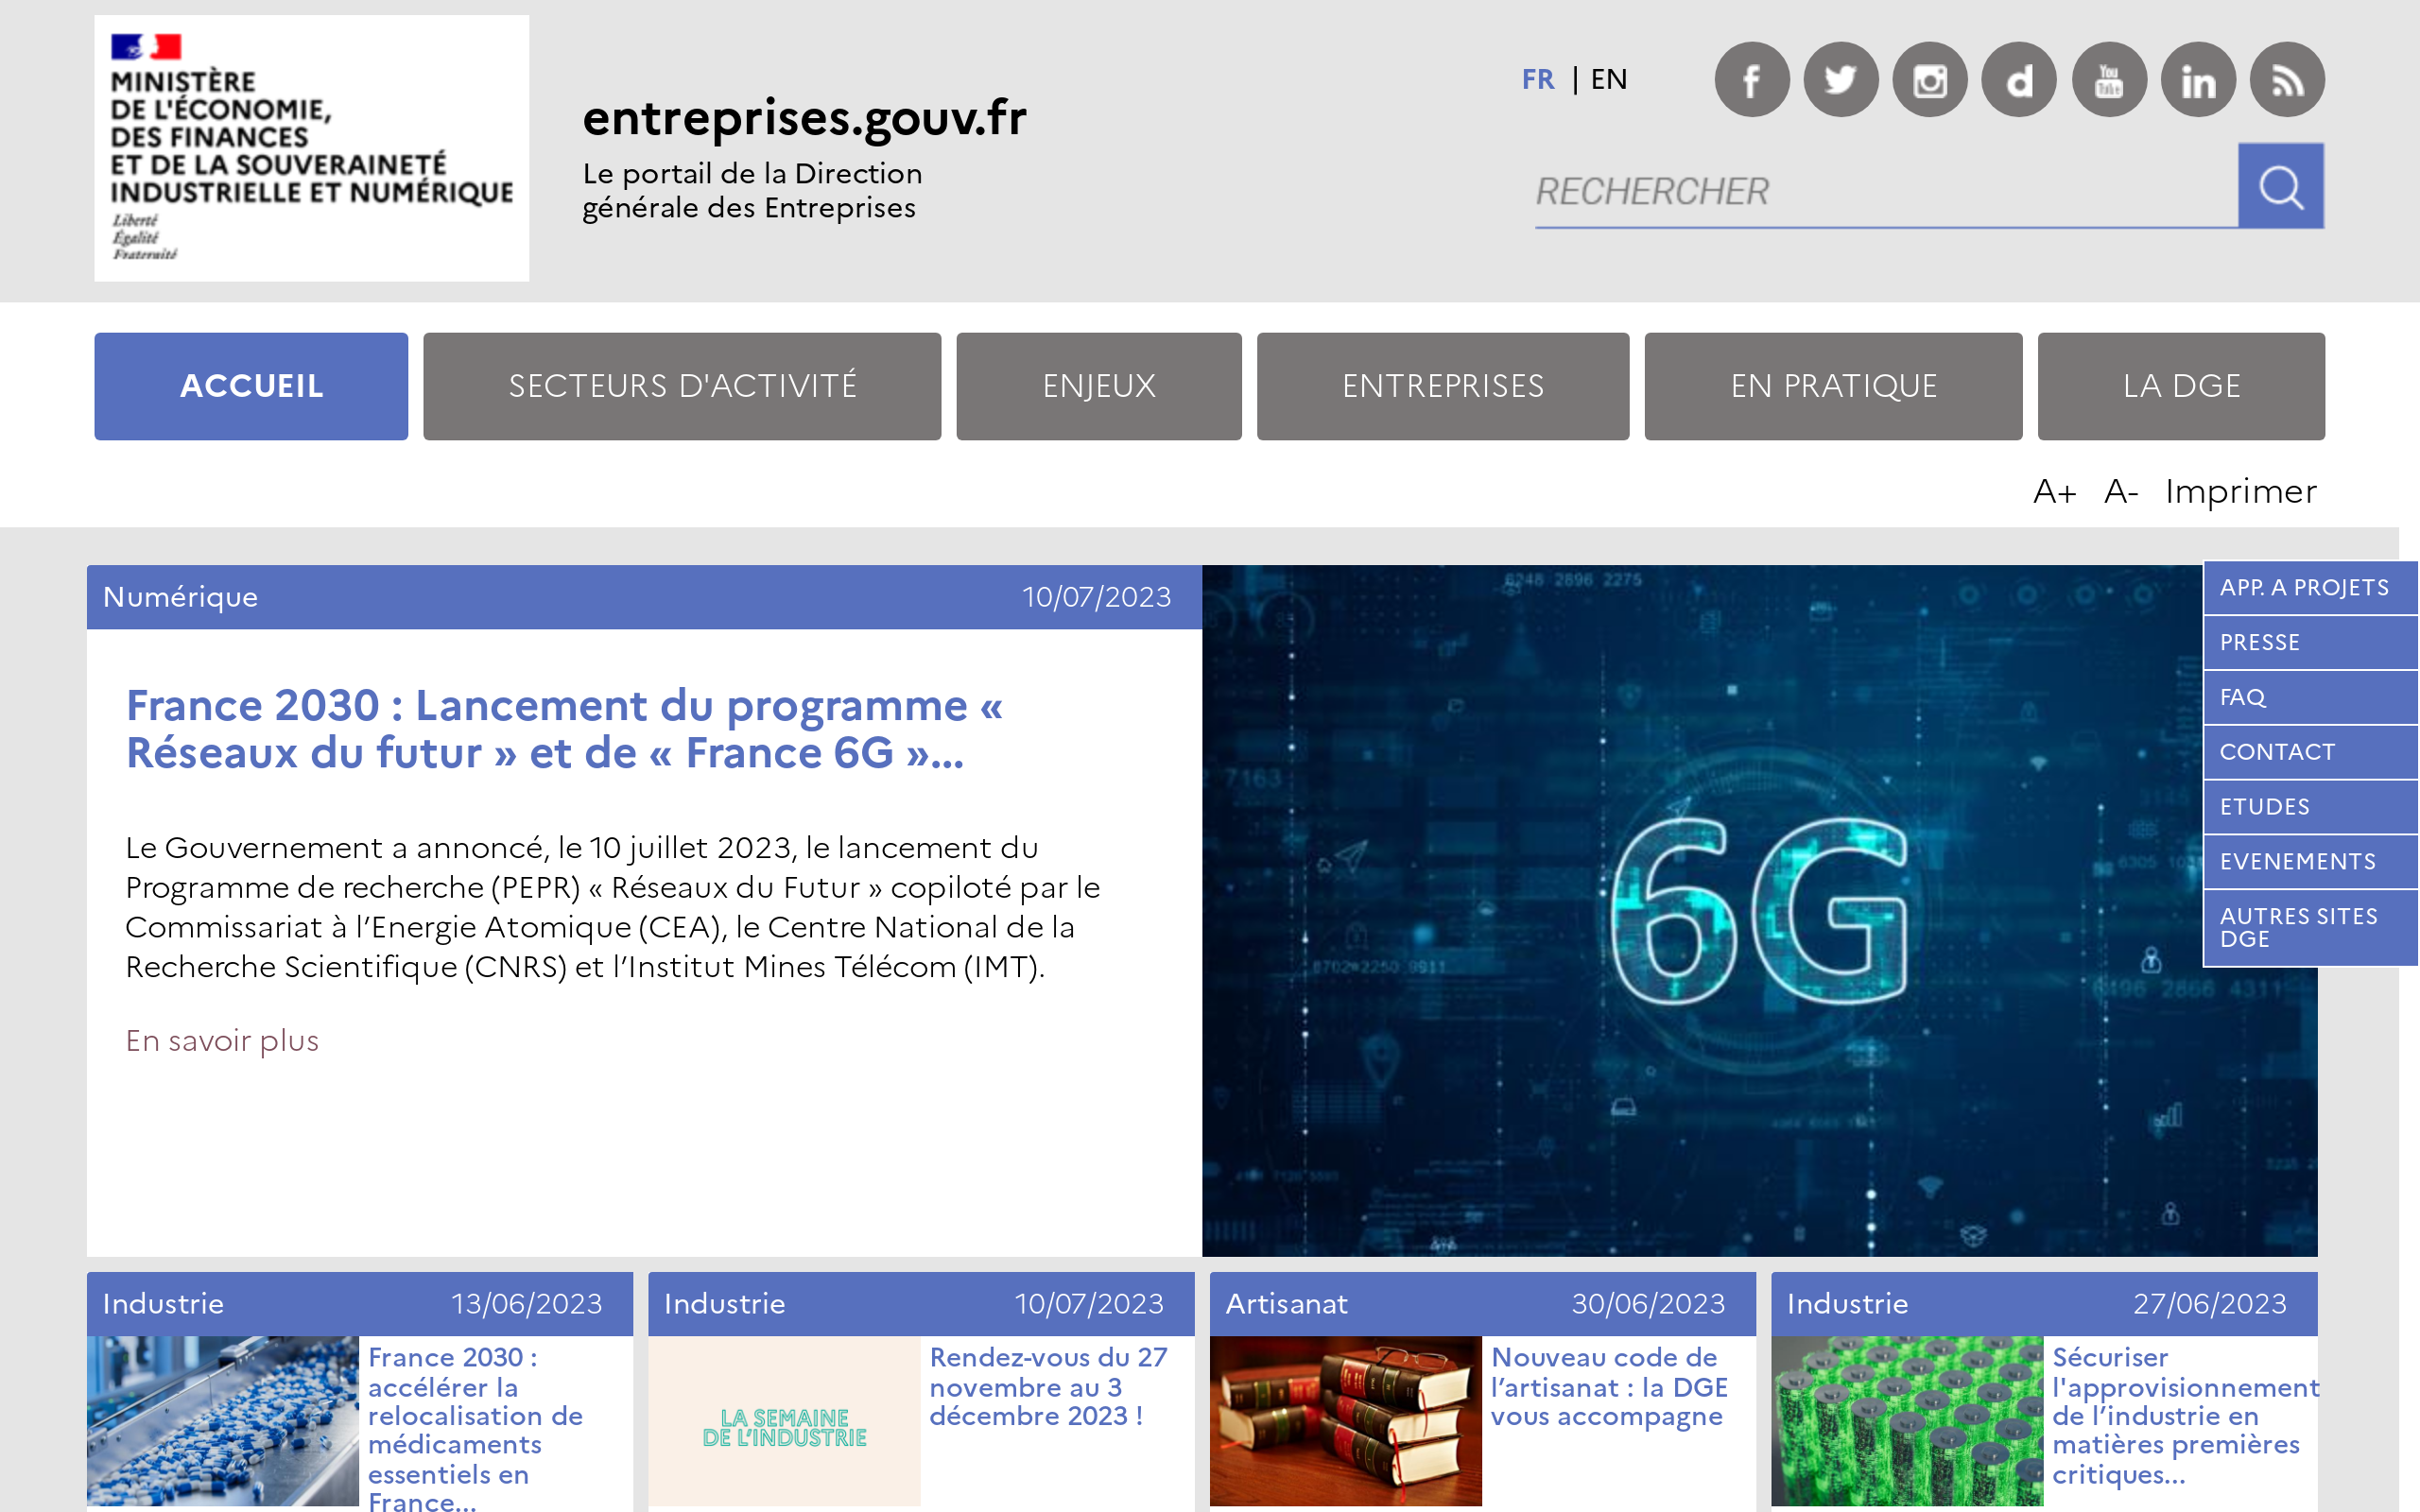 MINISTÈRE
DE L'ÉCONOMIE,
DES FINANCES
ET DE LA SOUVERAINETÉ
INDUSTRIELLE ET NUMÉRIQUE
Liberté
Égalité
Fraternité
entreprises.gouv.fr
Le portail de la Direction
générale des Entreprises
FR | EN
RECHERCHER
ACCUEIL
SECTEURS D'ACTIVITÉ
ENJEUX
ENTREPRISES
EN PRATIQUE
LA DGE
A+ A- Imprimer
Numérique 10/07/2023
France 2030 : Lancement du programme «
Réseaux du futur » et de « France 6G »...
Le Gouvernement a annoncé, le 10 juillet 2023, le lancement du
Programme de recherche (PEPR) « Réseaux du Futur » copiloté par le
Commissariat à l’Energie Atomique (CEA), le Centre National de la
Recherche Scientifique (CNRS) et l’Institut Mines Télécom (IMT).
En savoir plus
6248 2896 2275
6G
APP. A PROJETS
PRESSE
FAQ
CONTACT
ETUDES
EVENEMENTS
AUTRES SITES
DGE
Industrie 13/06/2023
France 2030 :
accélérer la
relocalisation de
médicaments
essentiels en
France...
Industrie 10/07/2023
LA SEMAINE
DE L’INDUSTRIE
Rendez-vous du 27
novembre au 3
décembre 2023 !
Artisanat 30/06/2023
Nouveau code de
l’artisanat : la DGE
vous accompagne
Industrie 27/06/2023
Sécuriser
l'approvisionnement
de l’industrie en
matières premières
critiques...